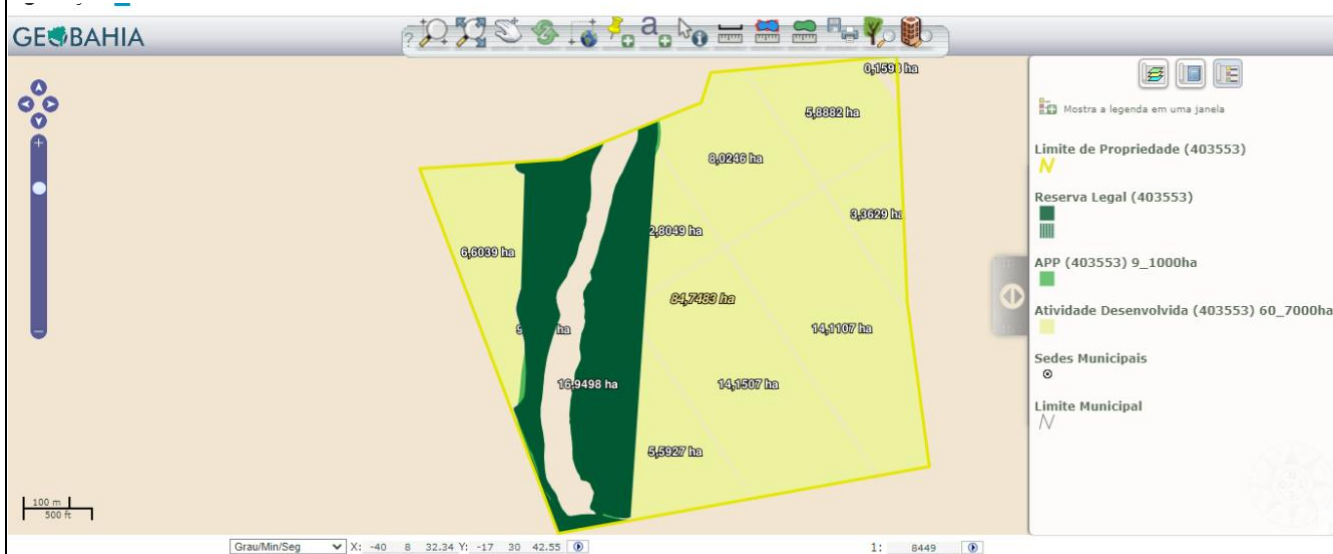 GEOBAHIA
?
a
i
0,1593 ha
5,8882 ha
8,0246 ha
3,3629 ha
2,8049 ha
6,6039 ha
84,7483 ha
ha
14,1107 ha
16,9498 ha
14,1507 ha
5,5927 ha
Mostra a legenda em uma janela
Limite de Propriedade (403553)
Reserva Legal (403553)
APP (403553) 9_1000ha
Atividade Desenvolvida (403553) 60_7000ha
Sedes Municipais
Limite Municipal
100 m
500 ft
Grau/Min/Seg X: -40 8 32.34 Y: -17 30 42.55 1: 8449